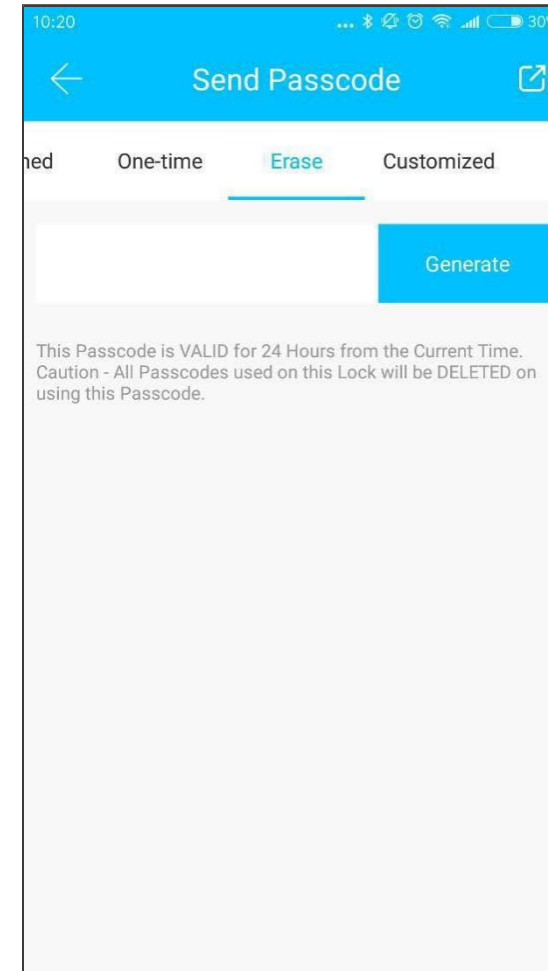 10:20
30
Send Passcode
One-time
Erase
Customized
Generate
This Passcode is VALID for 24 Hours from the Current Time.
Caution - All Passcodes used on this Lock will be DELETED on
using this Passcode.